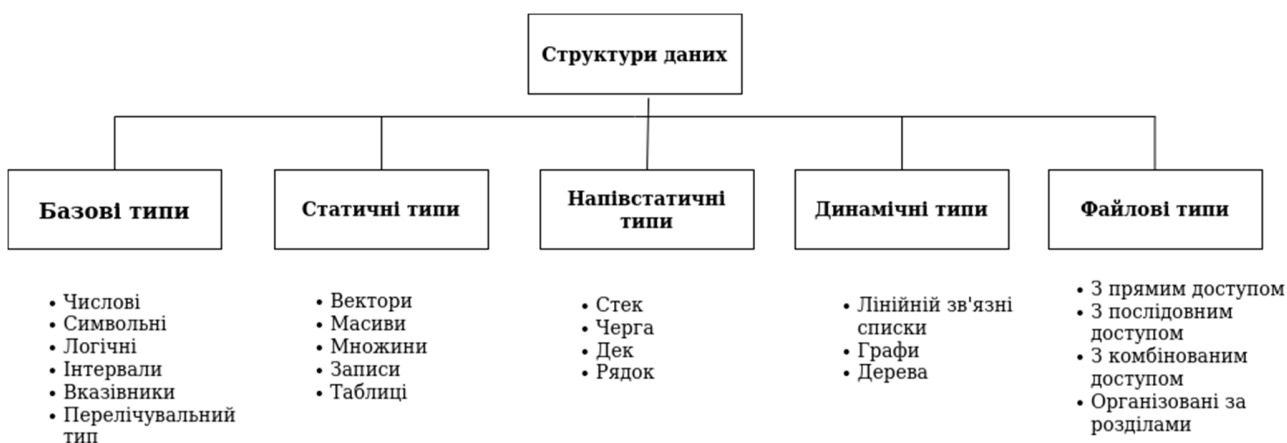 Структури даних
Базові типи
Статичні типи
Напівстатичні
типи
Динамічні типи
Файлові типи
• Числові
• Символьні
• Логічні
• Інтервали
• Вказівники
• Перелічувальний
тип
• Вектори
• Масиви
• Множини
• Записи
• Таблиці
• Стек
• Черга
• Дек
• Рядок
• Лінійній зв'язні
списки
• Графи
• Дерева
• З прямим доступом
• З послідовним
доступом
• З комбінованим
доступом
• Організовані за
розділами